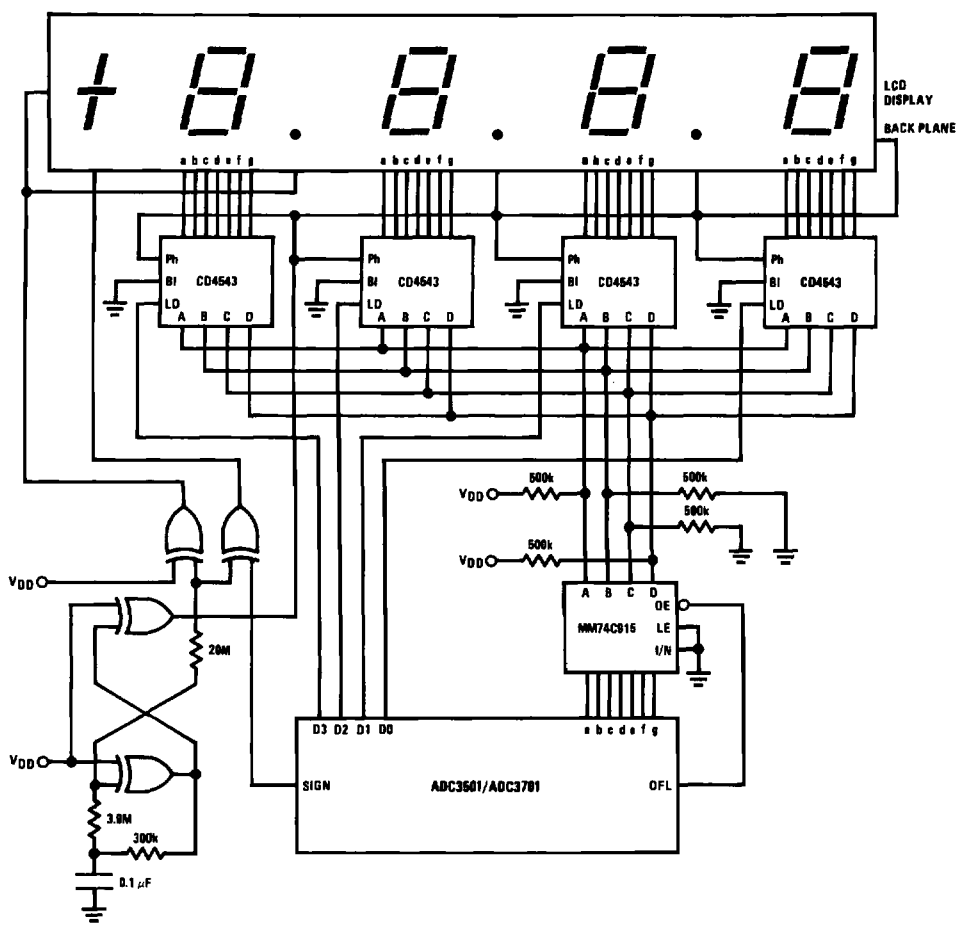 LCD
DISPLAY
BACK PLANE
a b c d e f g
a b c d e f g
a b c d e f g
a b c d e f g
Ph
BI
LD
CD4543
A B C D
Ph
BI
LD
CD4543
A B C D
Ph
BI
LD
CD4543
A B C D
Ph
BI
LD
CD4543
A B C D
VDD
500k
500k
500k
VDD
500k
VDD
A B C D
OE
MM74C915
LE
I/N
20M
a b c d e f g
D3 D2 D1 D0
VDD
SIGN
ADC3501/ADC3701
OFL
3.9M
300k
0.1 µF